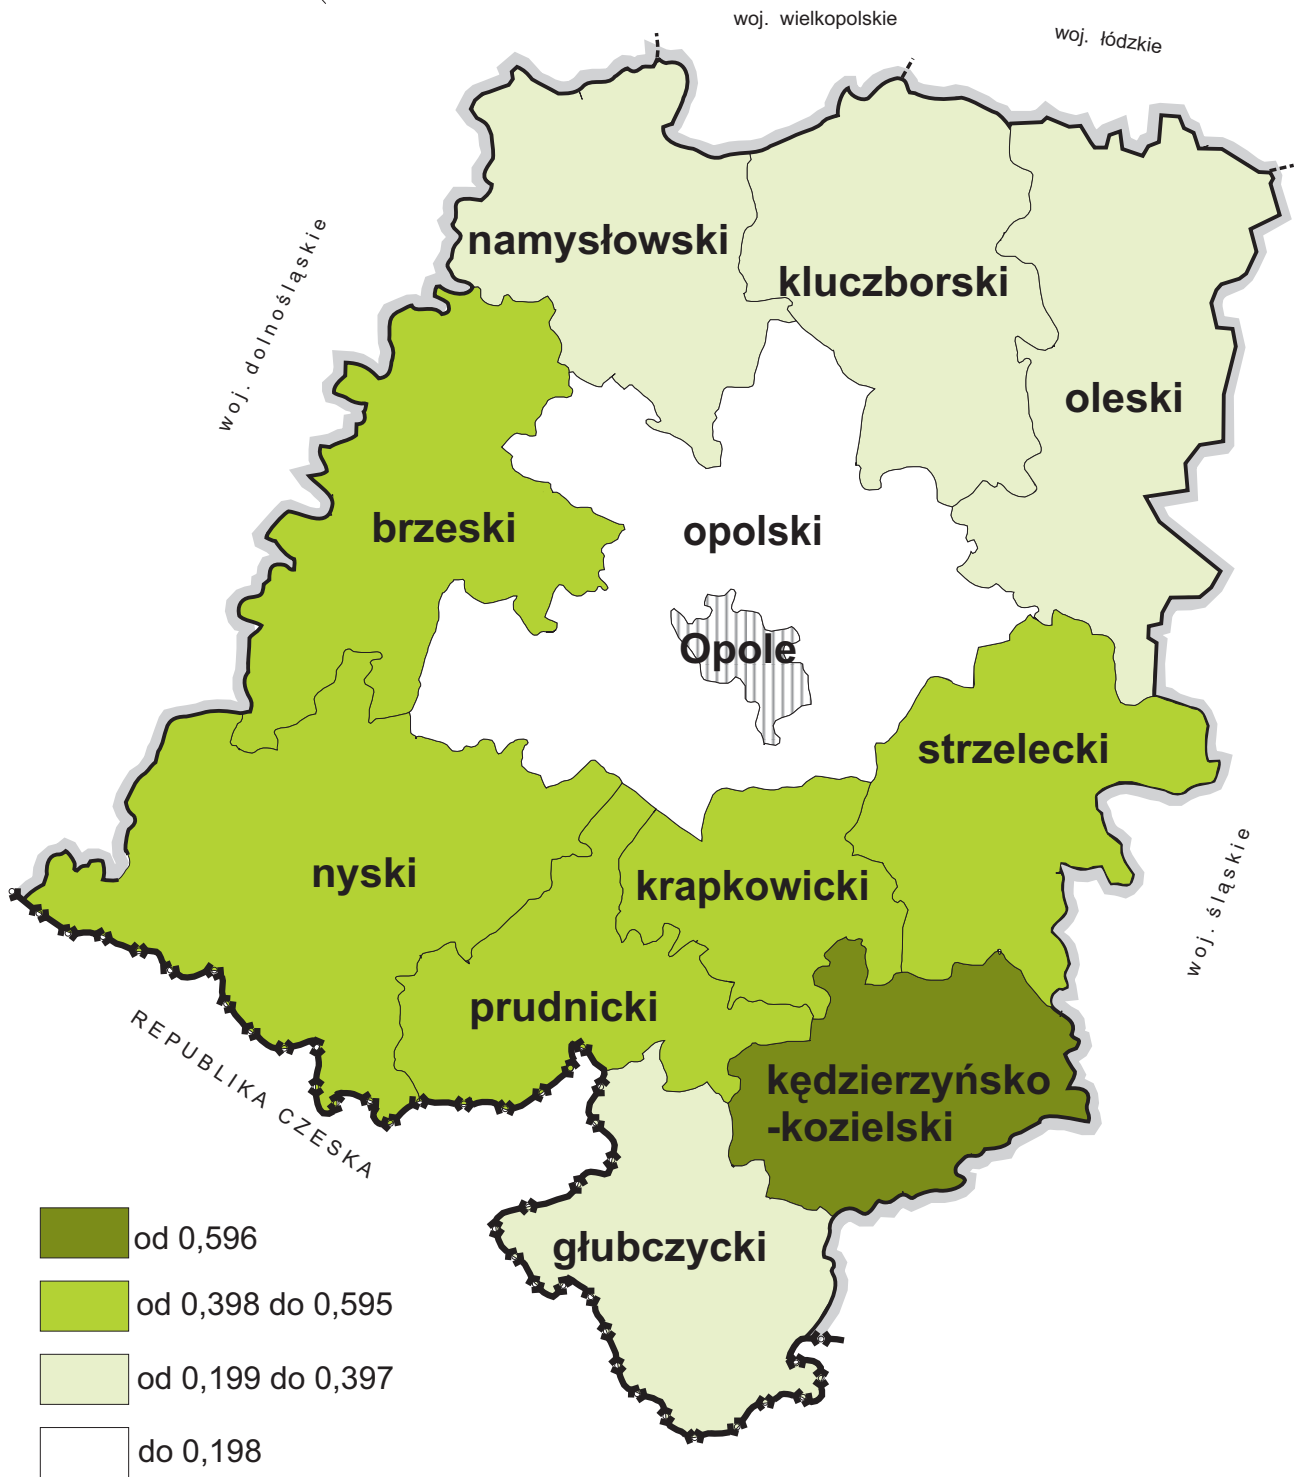 woj. wielkopolskie
woj. łódzkie
woj. dolnośląskie
namysłowski
kluczborski
oleski
brzeski
opolski
Opole
strzelecki
nyski
krapkowicki
woj. śląskie
prudnicki
REPUBLIKA CZESKA
kędzierzyńsko
-kozielski
głubczycki
od 0,596
od 0,398 do 0,595
od 0,199 do 0,397
do 0,198